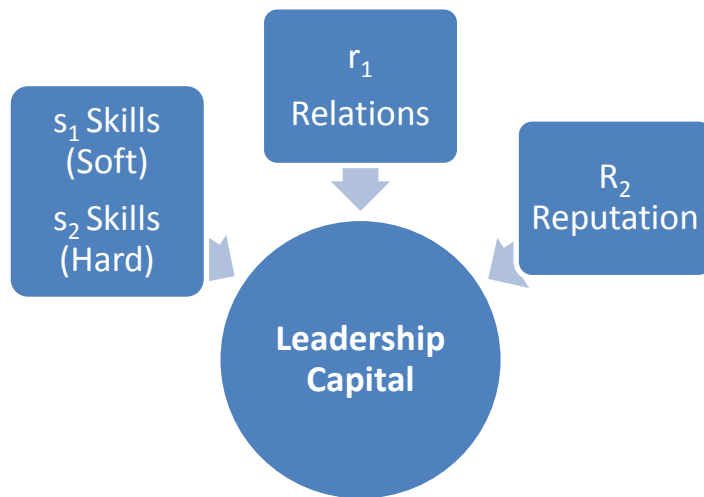 s₁ Skills
(Soft)
s₂ Skills
(Hard)
r₁
Relations
R₂
Reputation
Leadership
Capital